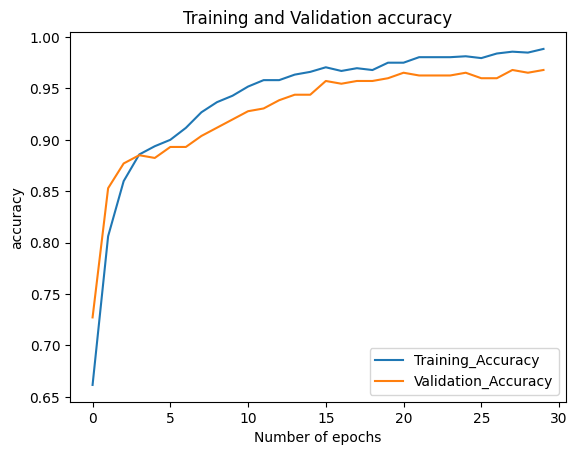 Training and Validation accuracy
1.00
0.95
0.90
0.85
0.80
0.75
0.70
0.65
accuracy
Training_Accuracy
Validation_Accuracy
0 5 10 15 20 25 30
Number of epochs